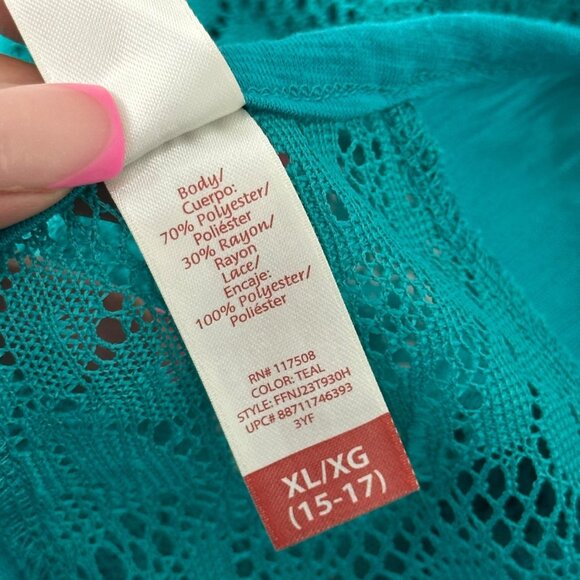 Body/
Cuerpo:
70% Polyester/
Poliéster
30% Rayon/
Rayon
Lace/
Encaje:
100% Polyester/
Poliéster
RN# 117508
COLOR: TEAL
STYLE: FFNJ23T930H
UPC# 88711746393
3YF
XL/XG
(15-17)